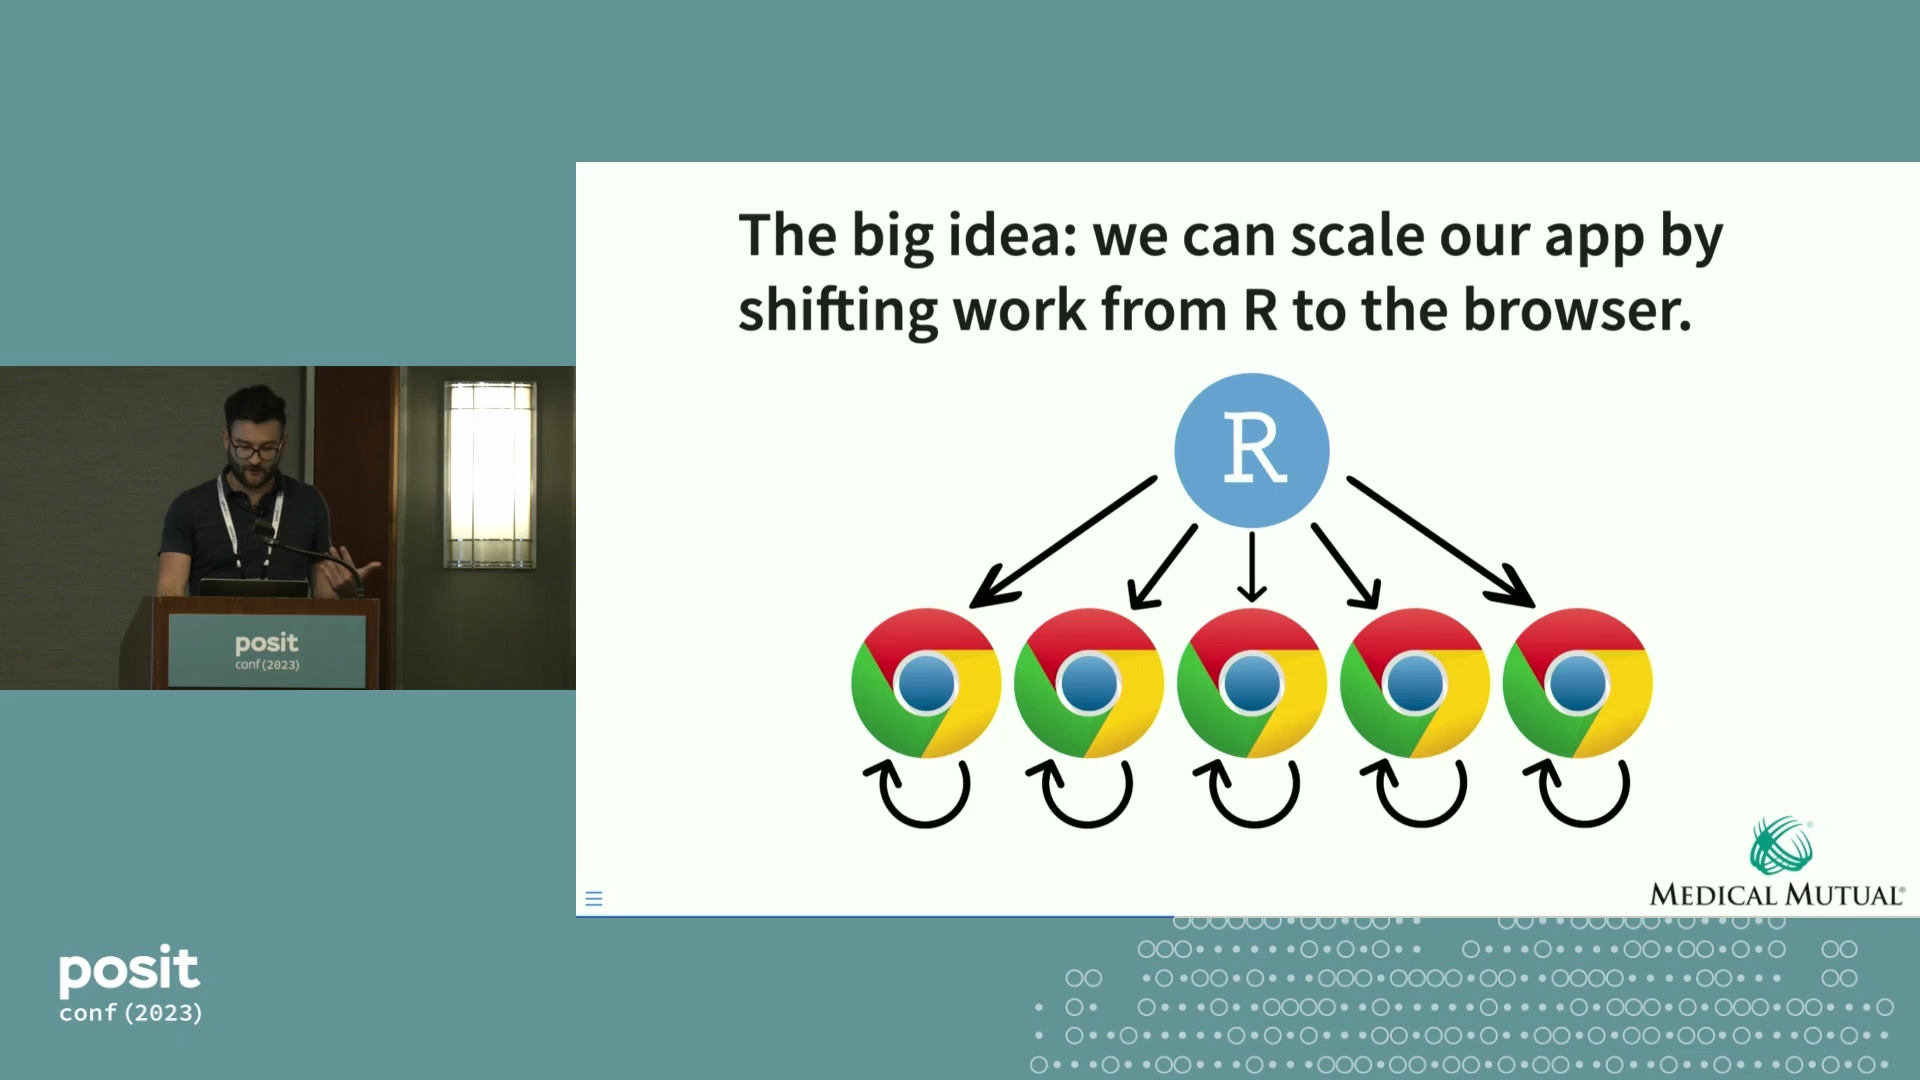 The big idea: we can scale our app by
shifting work from R to the browser.
R
MEDICAL MUTUAL®
posit
conf(2023)
posit
conf(2023)